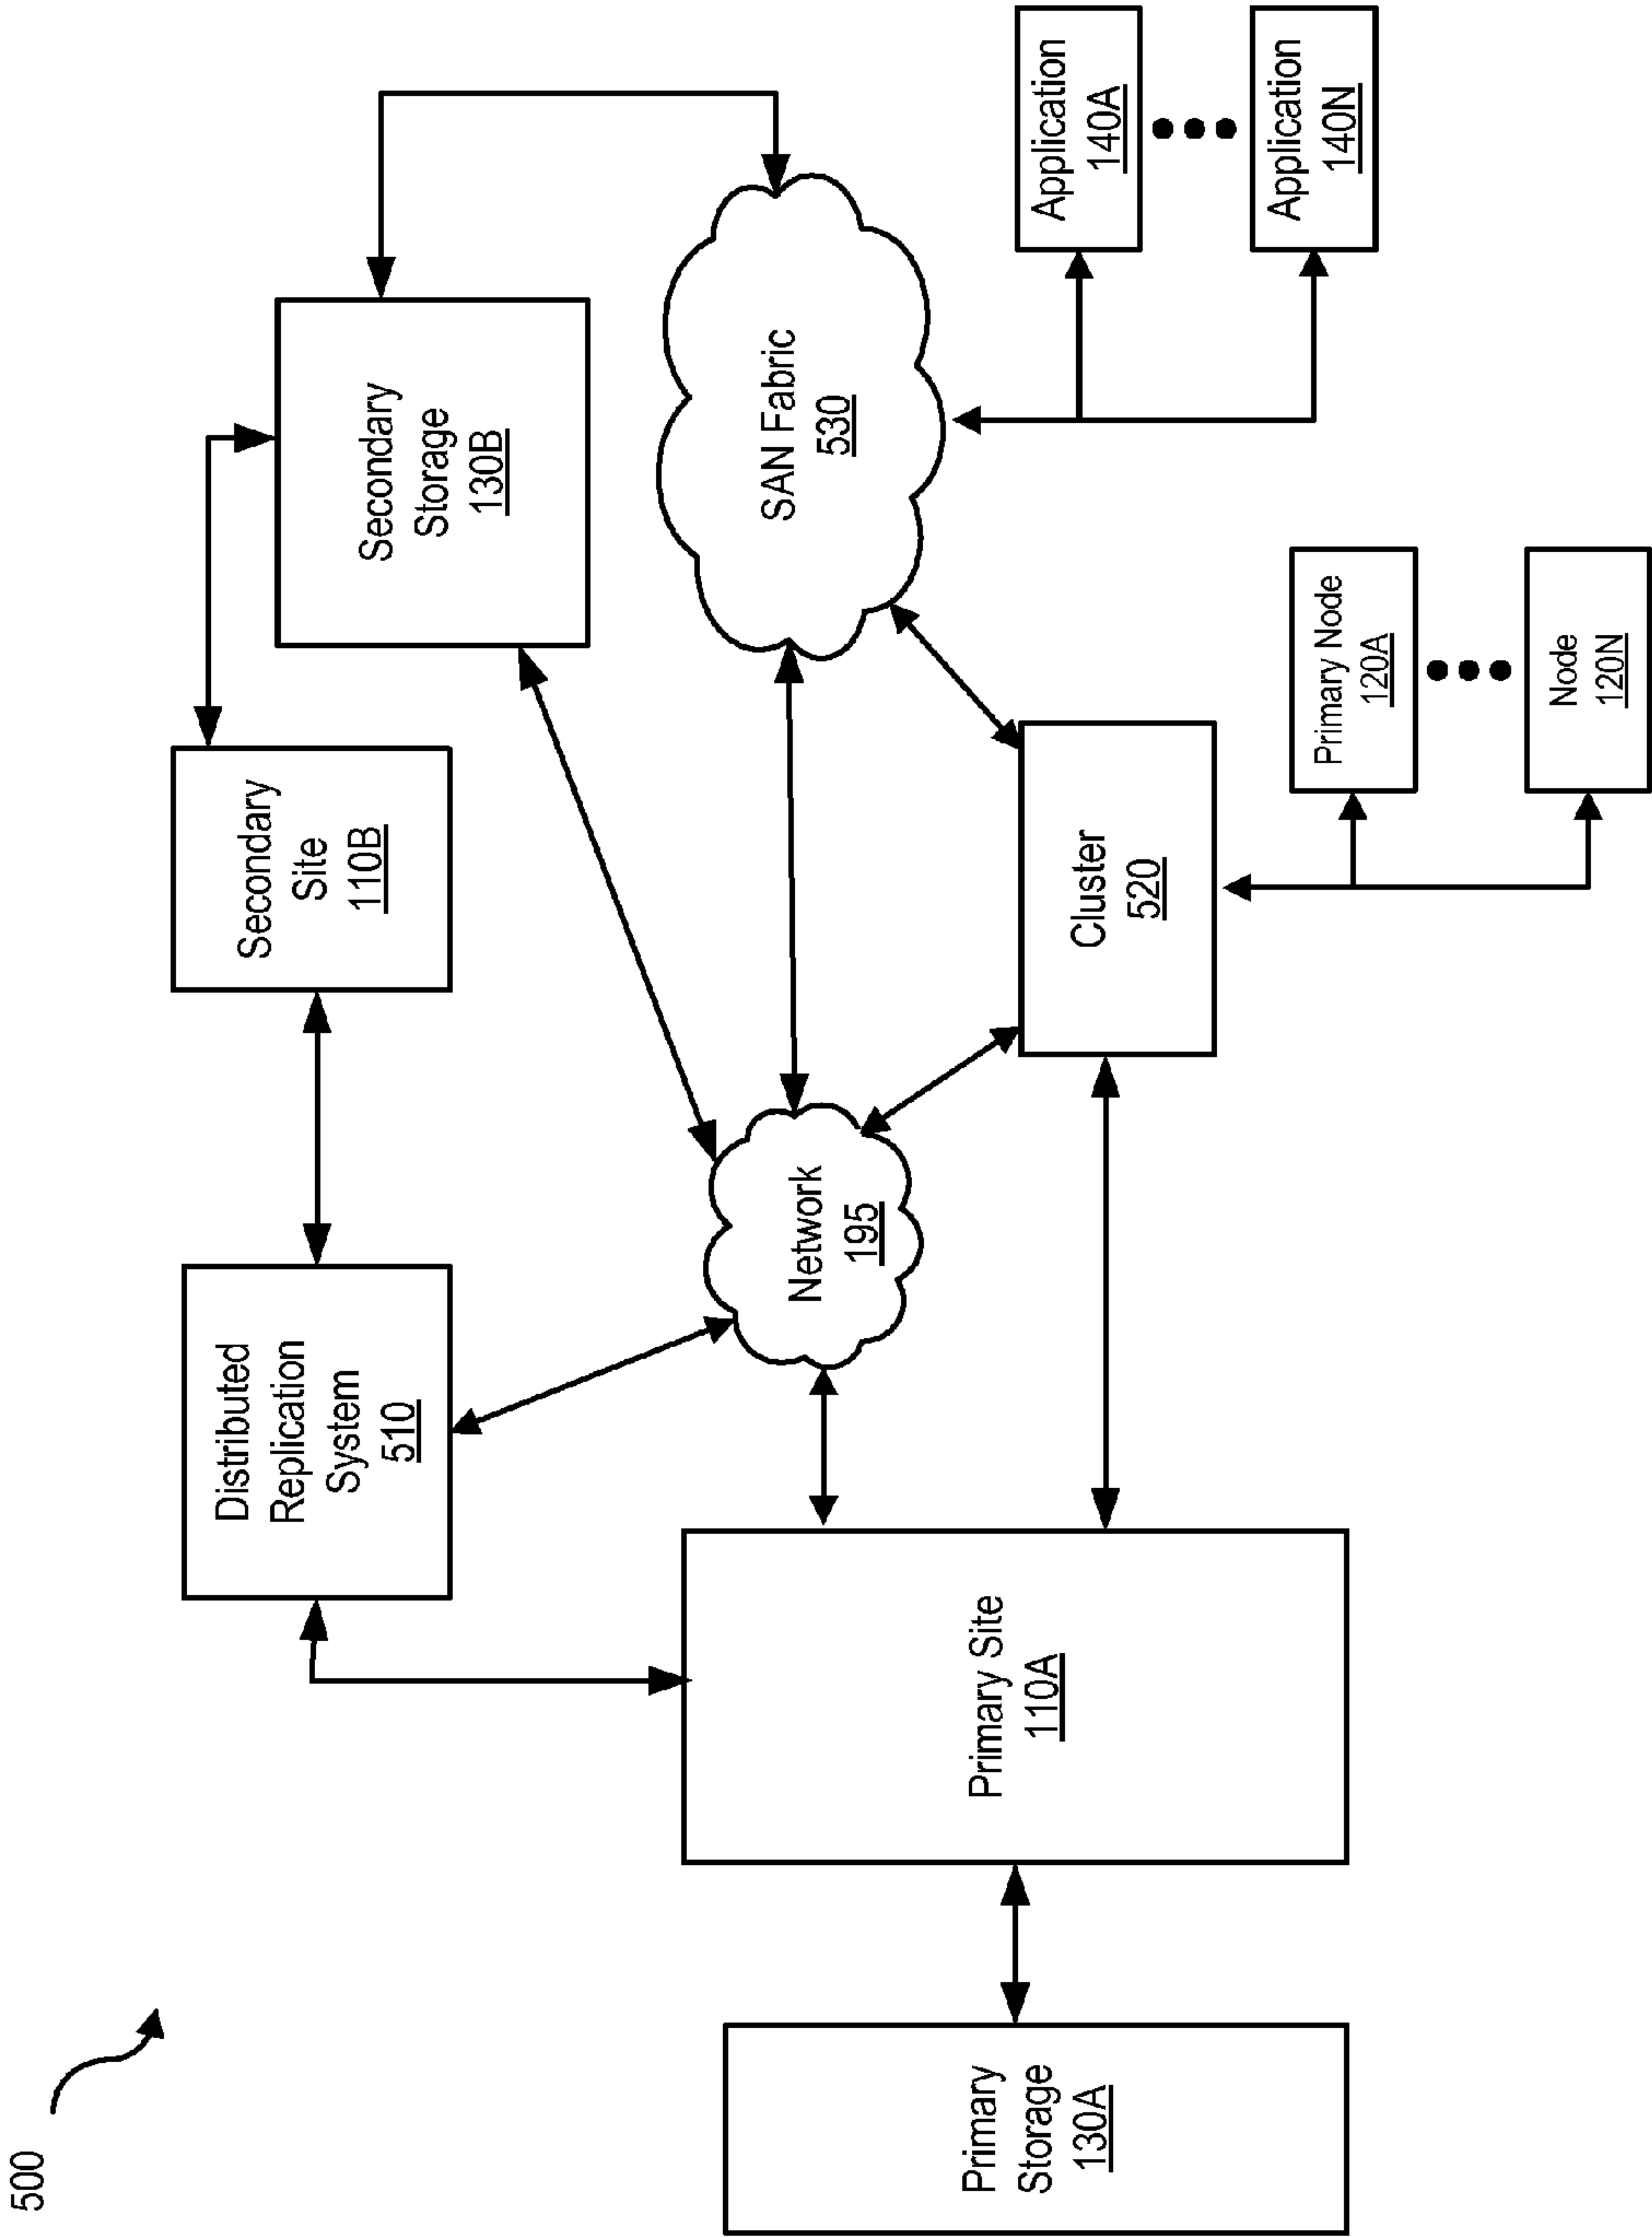 500
Distributed
Replication
System
510
Secondary
Site
110B
Secondary
Storage
130B
Primary
Storage
130A
Primary Site
110A
Network
195
SAN Fabric
530
Cluster
520
Application
140A
Application
140N
Primary Node
120A
Node
120N